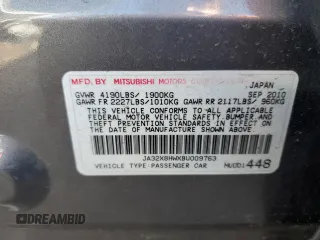 MFD. BY MITSUBISHI MOTORS CORPORATION
JAPAN
GVWR 4190LBS/ 1900KG SEP 2010
GAWR FR 2227LBS/1010KG GAWR RR 2117LBS/ 960KG
THIS VEHICLE CONFORMS TO ALL APPLICABLE
FEDERAL MOTOR VEHICLE SAFETY, BUMPER, AND
THEFT PREVENTION STANDARDS IN EFFECT ON
THE DATE OF MANUFACTURE SHOWN ABOVE.
JA32X8HWXBU009763
VEHICLE TYPE:PASSENGER CAR
448
DREAMBID